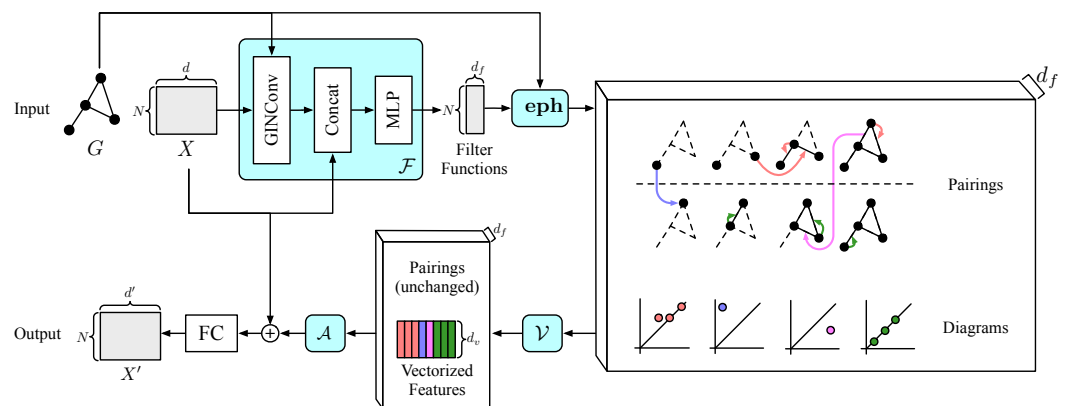 Input
G
N
d
X
GINConv
Concat
MLP
𝓕
N
d_f
Filter
Functions
eph
d_f
Pairings
Diagrams
Output
N
d′
X′
FC
+
𝒜
d_f
Pairings
(unchanged)
d_v
Vectorized
Features
𝒱